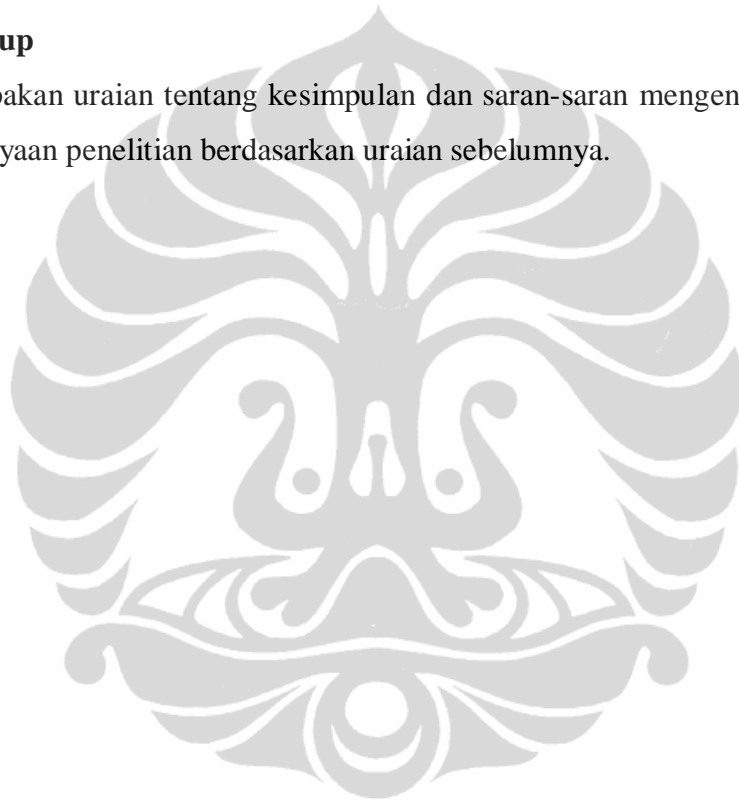 up
akan uraian tentang kesimpulan dan saran-saran mengen
yaan penelitian berdasarkan uraian sebelumnya.